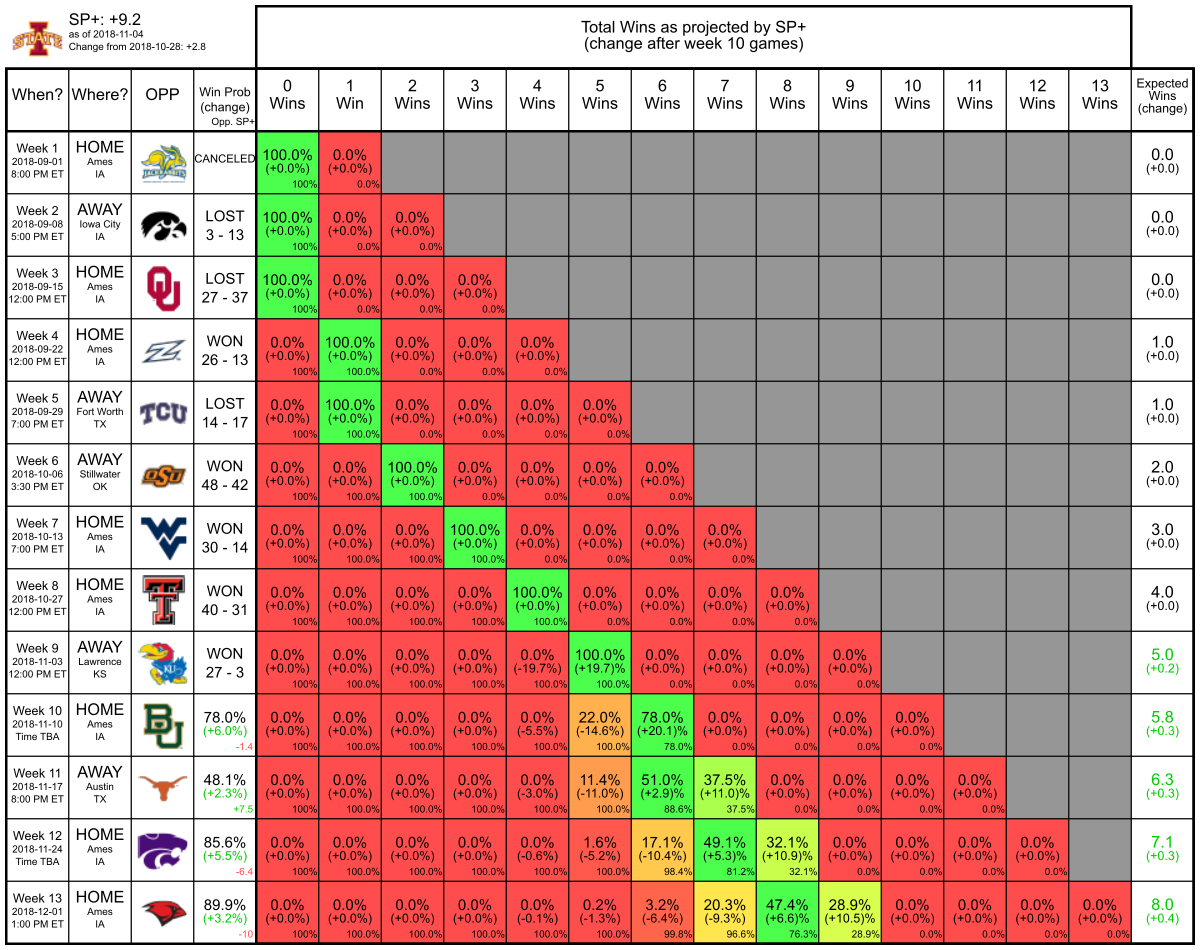 STATE
SP+: +9.2
as of 2018-11-04
Change from 2018-10-28: +2.8
Total Wins as projected by SP+
(change after week 10 games)
When? Where? OPP Win Prob (change) Opp. SP+ 0 Wins 1 Win 2 Wins 3 Wins 4 Wins 5 Wins 6 Wins 7 Wins 8 Wins 9 Wins 10 Wins 11 Wins 12 Wins 13 Wins Expected Wins (change)
Week 1 HOME JACKRABBITS CANCELED 100.0% 0.0% 0.0
2018-09-01 Ames (+0.0%) (+0.0%) (+0.0)
8:00 PM ET IA 100% 0.0%
Week 2 AWAY LOST 100.0% 0.0% 0.0% 0.0
2018-09-08 Iowa City 3 - 13 (+0.0%) (+0.0%) (+0.0%) (+0.0)
5:00 PM ET IA 100% 0.0% 0.0%
Week 3 HOME OU LOST 100.0% 0.0% 0.0% 0.0% 0.0
2018-09-15 Ames 27 - 37 (+0.0%) (+0.0%) (+0.0%) (+0.0%) (+0.0)
12:00 PM ET IA 100% 0.0% 0.0% 0.0%
Week 4 HOME Z WON 0.0% 100.0% 0.0% 0.0% 0.0% 1.0
2018-09-22 Ames 26 - 13 (+0.0%) (+0.0%) (+0.0%) (+0.0%) (+0.0%) (+0.0)
12:00 PM ET IA 100% 100.0% 0.0% 0.0% 0.0%
Week 5 AWAY TCU LOST 0.0% 100.0% 0.0% 0.0% 0.0% 0.0% 1.0
2018-09-29 Fort Worth 14 - 17 (+0.0%) (+0.0%) (+0.0%) (+0.0%) (+0.0%) (+0.0%) (+0.0)
7:00 PM ET TX 100% 100.0% 0.0% 0.0% 0.0% 0.0%
Week 6 AWAY OSU WON 0.0% 0.0% 100.0% 0.0% 0.0% 0.0% 0.0% 2.0
2018-10-06 Stillwater 48 - 42 (+0.0%) (+0.0%) (+0.0%) (+0.0%) (+0.0%) (+0.0%) (+0.0%) (+0.0)
3:30 PM ET OK 100% 100.0% 100.0% 0.0% 0.0% 0.0% 0.0%
Week 7 HOME WV WON 0.0% 0.0% 0.0% 100.0% 0.0% 0.0% 0.0% 0.0% 3.0
2018-10-13 Ames 30 - 14 (+0.0%) (+0.0%) (+0.0%) (+0.0%) (+0.0%) (+0.0%) (+0.0%) (+0.0%) (+0.0)
7:00 PM ET IA 100% 100.0% 100.0% 100.0% 0.0% 0.0% 0.0% 0.0%
Week 8 HOME T WON 0.0% 0.0% 0.0% 0.0% 100.0% 0.0% 0.0% 0.0% 0.0% 4.0
2018-10-27 Ames 40 - 31 (+0.0%) (+0.0%) (+0.0%) (+0.0%) (+0.0%) (+0.0%) (+0.0%) (+0.0%) (+0.0%) (+0.0)
12:00 PM ET IA 100% 100.0% 100.0% 100.0% 100.0% 0.0% 0.0% 0.0% 0.0%
Week 9 AWAY KU WON 0.0% 0.0% 0.0% 0.0% 0.0% 100.0% 0.0% 0.0% 0.0% 0.0% 5.0
2018-11-03 Lawrence 27 - 3 (+0.0%) (+0.0%) (+0.0%) (+0.0%) (-19.7%) (+19.7)% (+0.0%) (+0.0%) (+0.0%) (+0.0%) (+0.2)
12:00 PM ET KS 100% 100.0% 100.0% 100.0% 100.0% 100.0% 0.0% 0.0% 0.0% 0.0%
Week 10 HOME BU 78.0% 0.0% 0.0% 0.0% 0.0% 0.0% 22.0% 78.0% 0.0% 0.0% 0.0% 0.0% 5.8
2018-11-10 Ames (+6.0%) (+0.0%) (+0.0%) (+0.0%) (+0.0%) (-5.5%) (-14.6%) (+20.1)% (+0.0%) (+0.0%) (+0.0%) (+0.0%) (+0.3)
Time TBA IA -1.4 100% 100.0% 100.0% 100.0% 100.0% 100.0% 78.0% 0.0% 0.0% 0.0% 0.0%
Week 11 AWAY 48.1% 0.0% 0.0% 0.0% 0.0% 0.0% 11.4% 51.0% 37.5% 0.0% 0.0% 0.0% 0.0% 6.3
2018-11-17 Austin (+2.3%) (+0.0%) (+0.0%) (+0.0%) (+0.0%) (-3.0%) (-11.0%) (+2.9)% (+11.0)% (+0.0%) (+0.0%) (+0.0%) (+0.0%) (+0.3)
8:00 PM ET TX +7.5 100% 100.0% 100.0% 100.0% 100.0% 100.0% 88.6% 37.5% 0.0% 0.0% 0.0% 0.0%
Week 12 HOME 85.6% 0.0% 0.0% 0.0% 0.0% 0.0% 1.6% 17.1% 49.1% 32.1% 0.0% 0.0% 0.0% 0.0% 7.1
2018-11-24 Ames (+5.5%) (+0.0%) (+0.0%) (+0.0%) (+0.0%) (-0.6%) (-5.2%) (-10.4%) (+5.3)% (+10.9)% (+0.0%) (+0.0%) (+0.0%) (+0.0%) (+0.3)
Time TBA IA -6.4 100% 100.0% 100.0% 100.0% 100.0% 100.0% 98.4% 81.2% 32.1% 0.0% 0.0% 0.0% 0.0%
Week 13 HOME 89.9% 0.0% 0.0% 0.0% 0.0% 0.0% 0.2% 3.2% 20.3% 47.4% 28.9% 0.0% 0.0% 0.0% 0.0% 8.0
2018-12-01 Ames (+3.2%) (+0.0%) (+0.0%) (+0.0%) (+0.0%) (-0.1%) (-1.3%) (-6.4%) (-9.3%) (+6.6)% (+10.5)% (+0.0%) (+0.0%) (+0.0%) (+0.0%) (+0.4)
1:00 PM ET IA -10 100% 100.0% 100.0% 100.0% 100.0% 100.0% 99.8% 96.6% 76.3% 28.9% 0.0% 0.0% 0.0% 0.0%